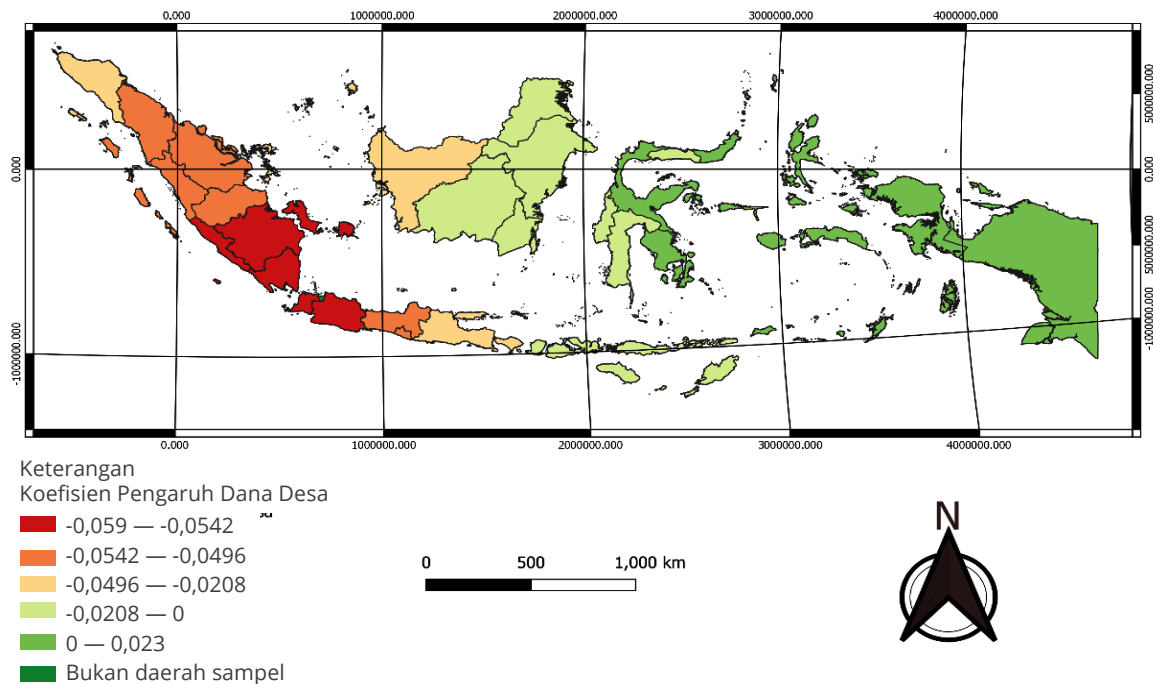 0.000 1000000.000 2000000.000 3000000.000 4000000.000
5000000.000
0.000
0.000
5000000.000
-1000000.000
-1000000.000
0.000 1000000.000 2000000.000 3000000.000 4000000.000
Keterangan
Koefisien Pengaruh Dana Desa
-0,059 — -0,0542
-0,0542 — -0,0496
-0,0496 — -0,0208
-0,0208 — 0
0 — 0,023
Bukan daerah sampel
0 500 1,000 km
N